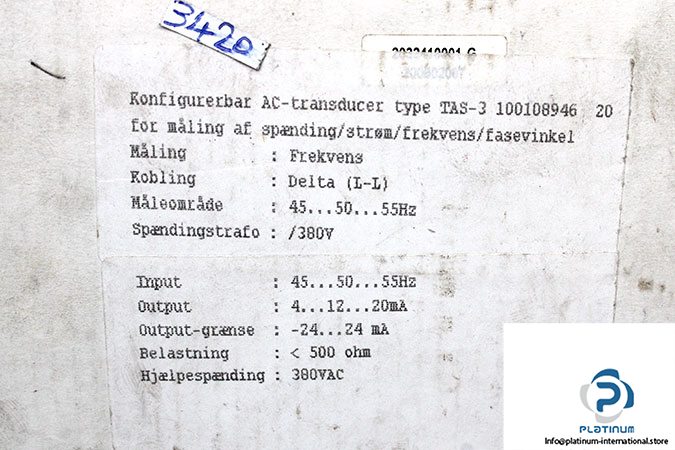 3420
2032410001 G
200802007
Konfigurerbar AC-transducer type TAS-3 100108946 20
for måling af spænding/strøm/frekvens/fasevinkel
Måling : Frekvens
Kobling : Delta (L-L)
Måleområde : 45...50...55Hz
Spændingstrafo : /380V
Input : 45...50...55Hz
Output : 4...12...20mA
Output-grænse : -24...24 mA
Belastning : < 500 ohm
Hjælpespænding : 380VAC
PLATINUM
Info@platinum-international.store